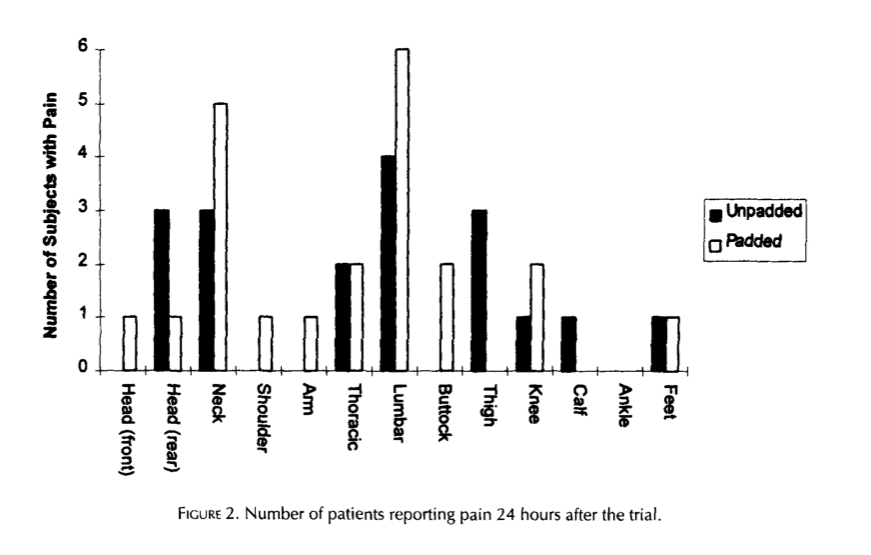 6
5
4
3
2
1
0
Number of Subjects with Pain
Head (front)
Head (rear)
Neck
Shoulder
Arm
Thoracic
Lumbar
Buttock
Thigh
Knee
Calf
Ankle
Feet
Unpadded
Padded
FIGURE 2. Number of patients reporting pain 24 hours after the trial.